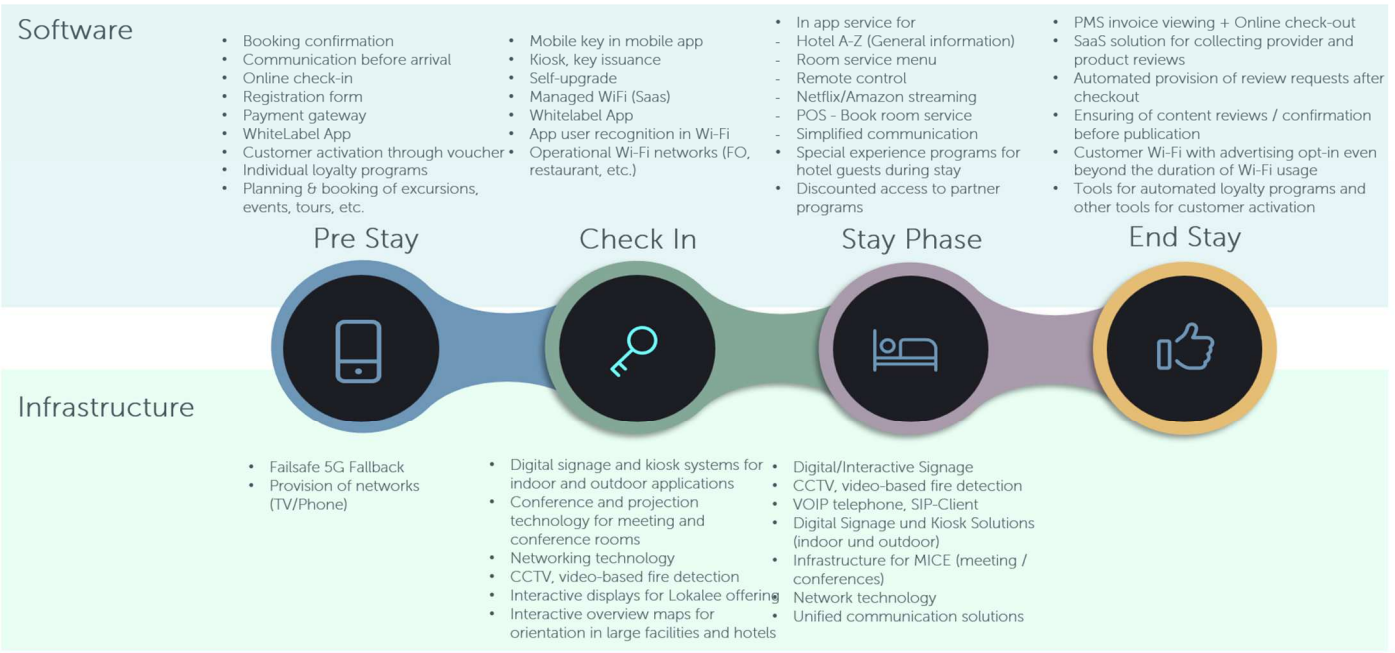 Software
• Booking confirmation
• Communication before arrival
• Online check-in
• Registration form
• Payment gateway
• WhiteLabel App
• Customer activation through voucher
• Individual loyalty programs
• Planning & booking of excursions,
events, tours, etc.
Pre Stay
• Mobile key in mobile app
• Kiosk, key issuance
• Self-upgrade
• Managed WiFi (Saas)
• Whitelabel App
• App user recognition in Wi-Fi
• Operational Wi-Fi networks (FO,
restaurant, etc.)
Check In
• In app service for
- Hotel A-Z (General information)
- Room service menu
- Remote control
- Netflix/Amazon streaming
- POS - Book room service
- Simplified communication
• Special experience programs for
hotel guests during stay
• Discounted access to partner
programs
Stay Phase
• PMS invoice viewing + Online check-out
• SaaS solution for collecting provider and
product reviews
• Automated provision of review requests after
checkout
• Ensuring of content reviews / confirmation
before publication
• Customer Wi-Fi with advertising opt-in even
beyond the duration of Wi-Fi usage
• Tools for automated loyalty programs and
other tools for customer activation
End Stay
Infrastructure
• Failsafe 5G Fallback
• Provision of networks
(TV/Phone)
• Digital signage and kiosk systems for
indoor and outdoor applications
• Conference and projection
technology for meeting and
conference rooms
• Networking technology
• CCTV, video-based fire detection
• Interactive displays for Lokalee offering
• Interactive overview maps for
orientation in large facilities and hotels
• Digital/Interactive Signage
• CCTV, video-based fire detection
• VOIP telephone, SIP-Client
• Digital Signage und Kiosk Solutions
(indoor und outdoor)
• Infrastructure for MICE (meeting /
conferences)
• Network technology
• Unified communication solutions